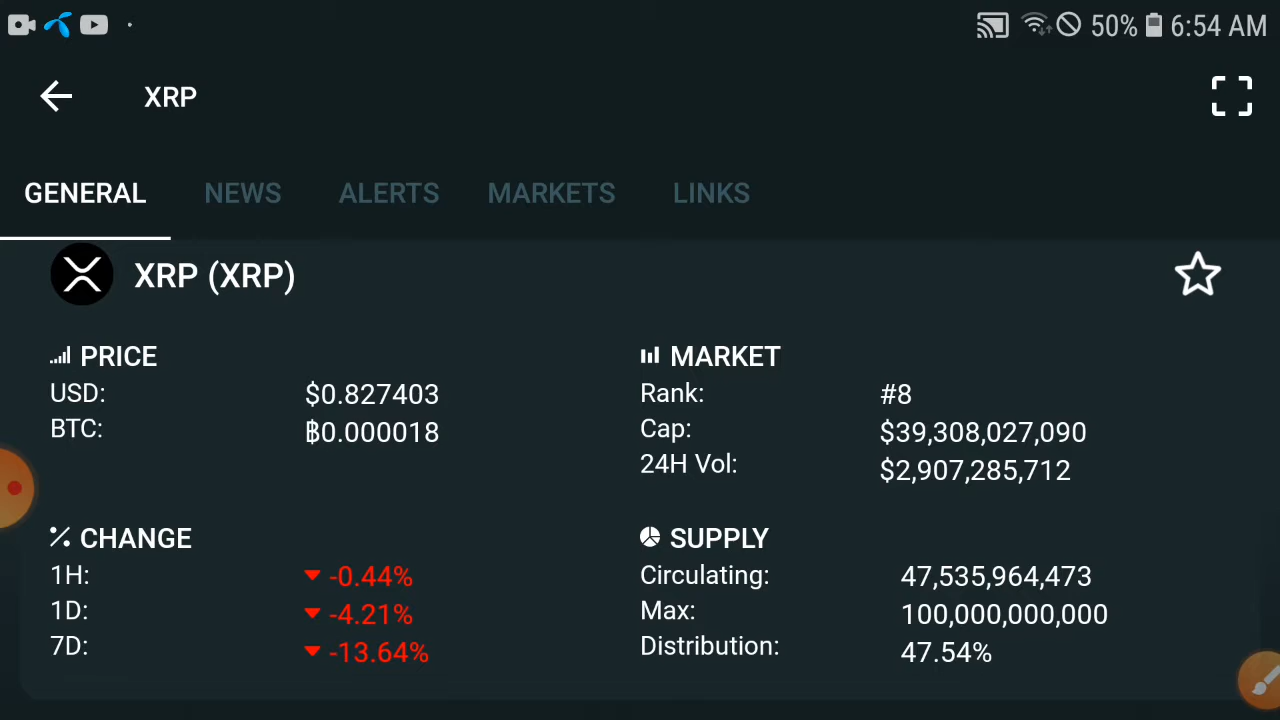 50% 6:54 AM
XRP
GENERAL NEWS ALERTS MARKETS LINKS
XRP (XRP)
PRICE
USD: $0.827403
BTC: ฿0.000018
MARKET
Rank: #8
Cap: $39,308,027,090
24H Vol: $2,907,285,712
CHANGE
1H: -0.44%
1D: -4.21%
7D: -13.64%
SUPPLY
Circulating: 47,535,964,473
Max: 100,000,000,000
Distribution: 47.54%